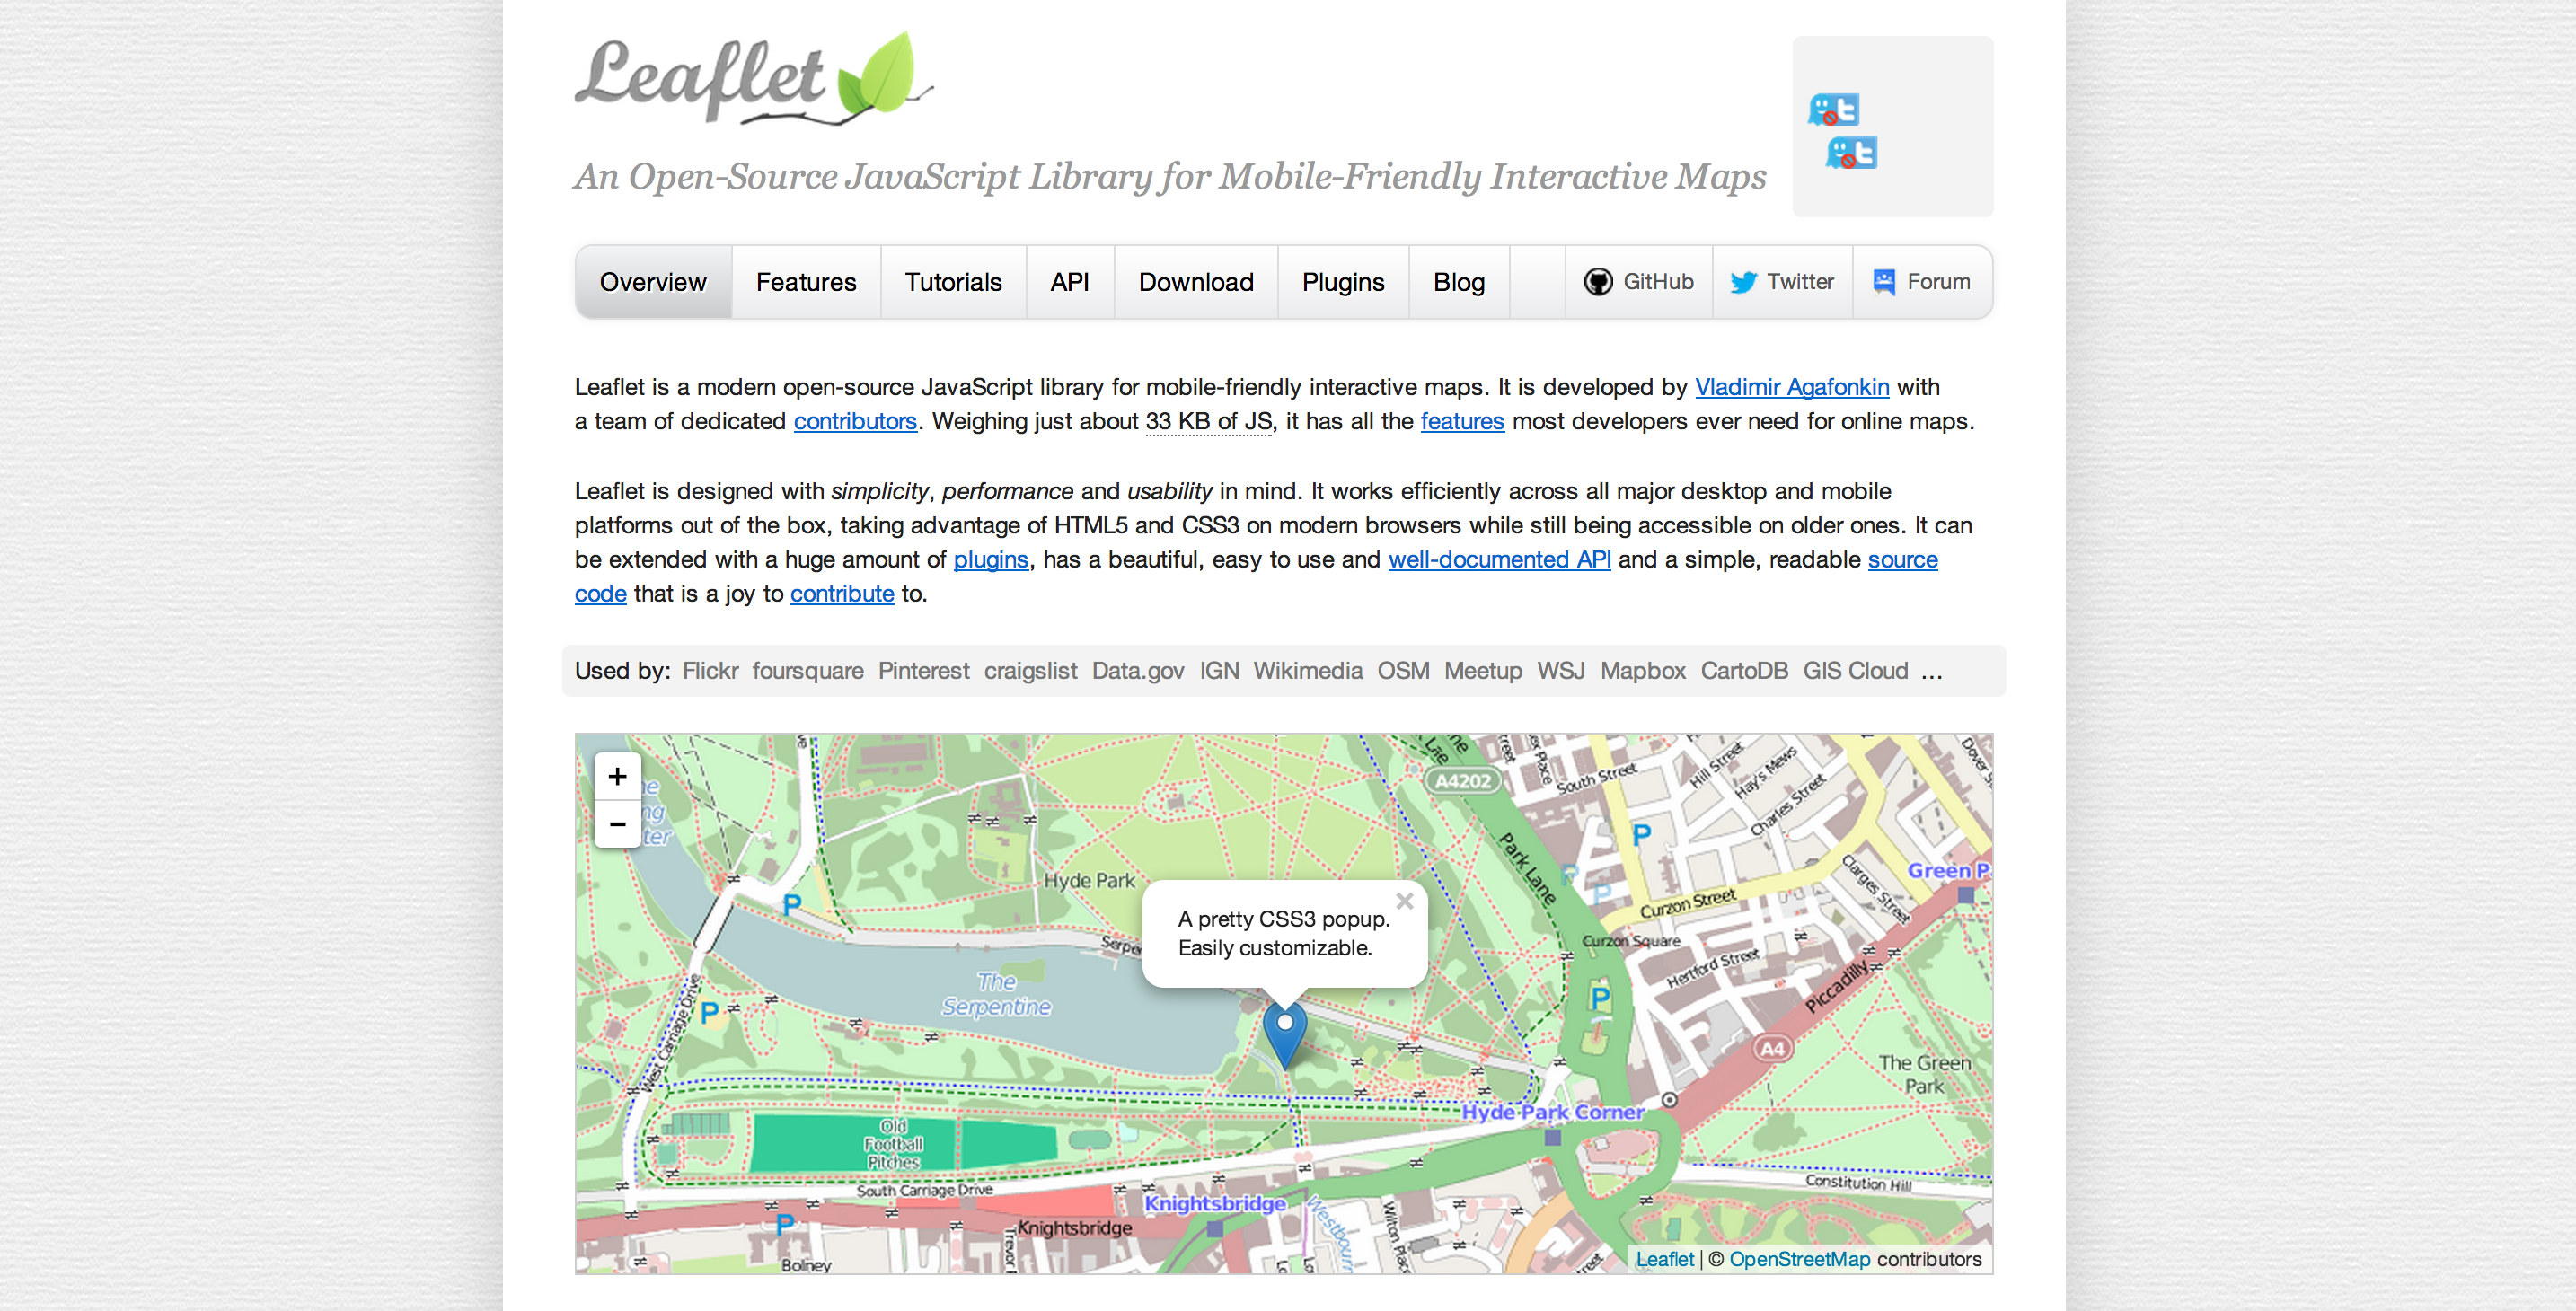 Leaflet
An Open-Source JavaScript Library for Mobile-Friendly Interactive Maps
Overview Features Tutorials API Download Plugins Blog GitHub Twitter Forum
Leaflet is a modern open-source JavaScript library for mobile-friendly interactive maps. It is developed by Vladimir Agafonkin with
a team of dedicated contributors. Weighing just about 33 KB of JS, it has all the features most developers ever need for online maps.
Leaflet is designed with simplicity, performance and usability in mind. It works efficiently across all major desktop and mobile
platforms out of the box, taking advantage of HTML5 and CSS3 on modern browsers while still being accessible on older ones. It can
be extended with a huge amount of plugins, has a beautiful, easy to use and well-documented API and a simple, readable source
code that is a joy to contribute to.
Used by: Flickr foursquare Pinterest craigslist Data.gov IGN Wikimedia OSM Meetup WSJ Mapbox CartoDB GIS Cloud ...
+
−
A4202
South Street
Hill Street
Hay's Mews
Charles Street
Park Lane
P
P
P
Clarges Street
Green P
Curzon Street
Curzon Square
Hertford Street
Piccadilly
Hyde Park
P
A pretty CSS3 popup.
Easily customizable.
×
The
Serpentine
P
P
West Carriage Drive
A4
The Green
Park
Hyde Park Corner
Old
Football
Pitches
South Carriage Drive
Constitution Hill
Knightsbridge
Knightsbridge
P
Bolney
Leaflet | © OpenStreetMap contributors